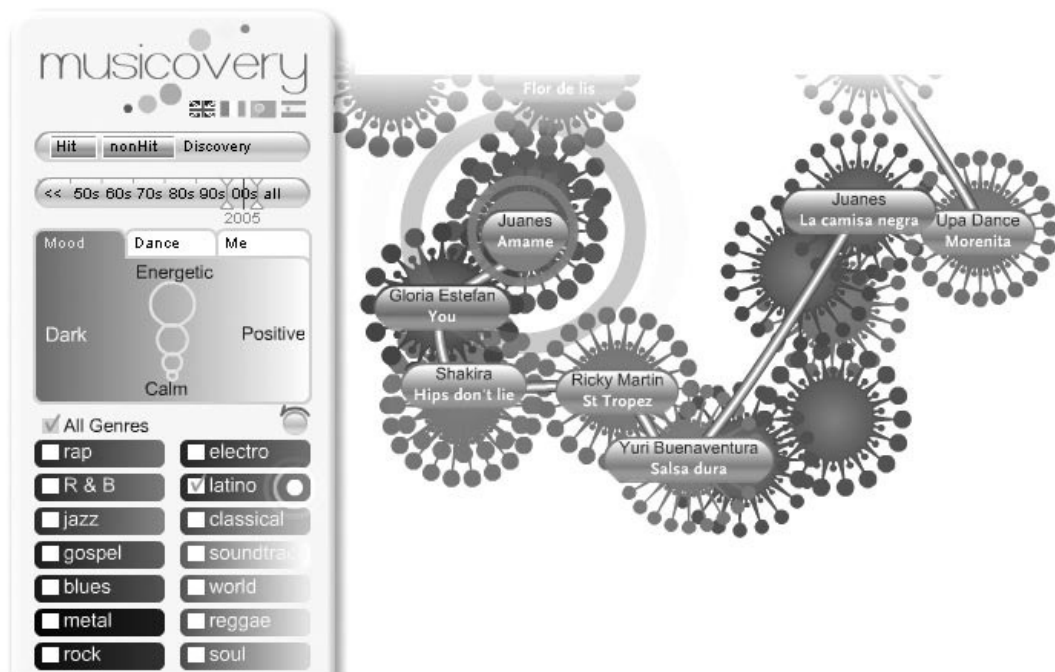 musicovery
Hit nonHit Discovery
<< 50s 60s 70s 80s 90s 00s all
2005
Mood Dance Me
Energetic
Dark Positive
Calm
All Genres
rap electro
R & B latino
jazz classical
gospel soundtrac
blues world
metal reggae
rock soul
Flor de lis
Juanes
Amame
Gloria Estefan
You
Shakira
Hips don't lie
Ricky Martin
St Tropez
Yuri Buenaventura
Salsa dura
Juanes
La camisa negra
Upa Dance
Morenita